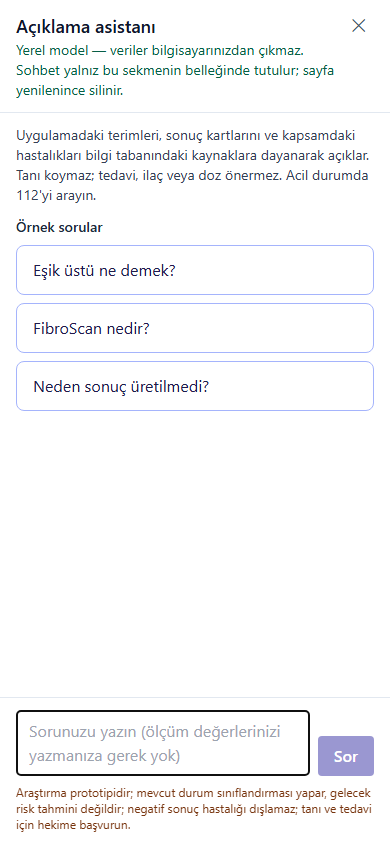 Açıklama asistanı
Yerel model — veriler bilgisayarınızdan çıkmaz.
Sohbet yalnız bu sekmenin belleğinde tutulur; sayfa
yenilenince silinir.
Uygulamadaki terimleri, sonuç kartlarını ve kapsamdaki
hastalıkları bilgi tabanındaki kaynaklara dayanarak açıklar.
Tanı koymaz; tedavi, ilaç veya doz önermez. Acil durumda
112'yi arayın.
Örnek sorular
Eşik üstü ne demek?
FibroScan nedir?
Neden sonuç üretilmedi?
Sorunuzu yazın (ölçüm değerlerinizi
yazmanıza gerek yok)
Sor
Araştırma prototipidir; mevcut durum sınıflandırması yapar, gelecek
risk tahmini değildir; negatif sonuç hastalığı dışlamaz; tanı ve tedavi
için hekime başvurun.